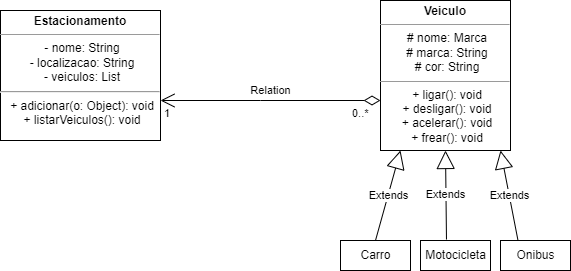 Estacionamento
- nome: String
- localizacao: String
- veiculos: List
+ adicionar(o: Object): void
+ listarVeiculos(): void
Relation
1
0..*
Veiculo
# nome: Marca
# marca: String
# cor: String
+ ligar(): void
+ desligar(): void
+ acelerar(): void
+ frear(): void
Extends
Extends
Extends
Carro
Motocicleta
Onibus